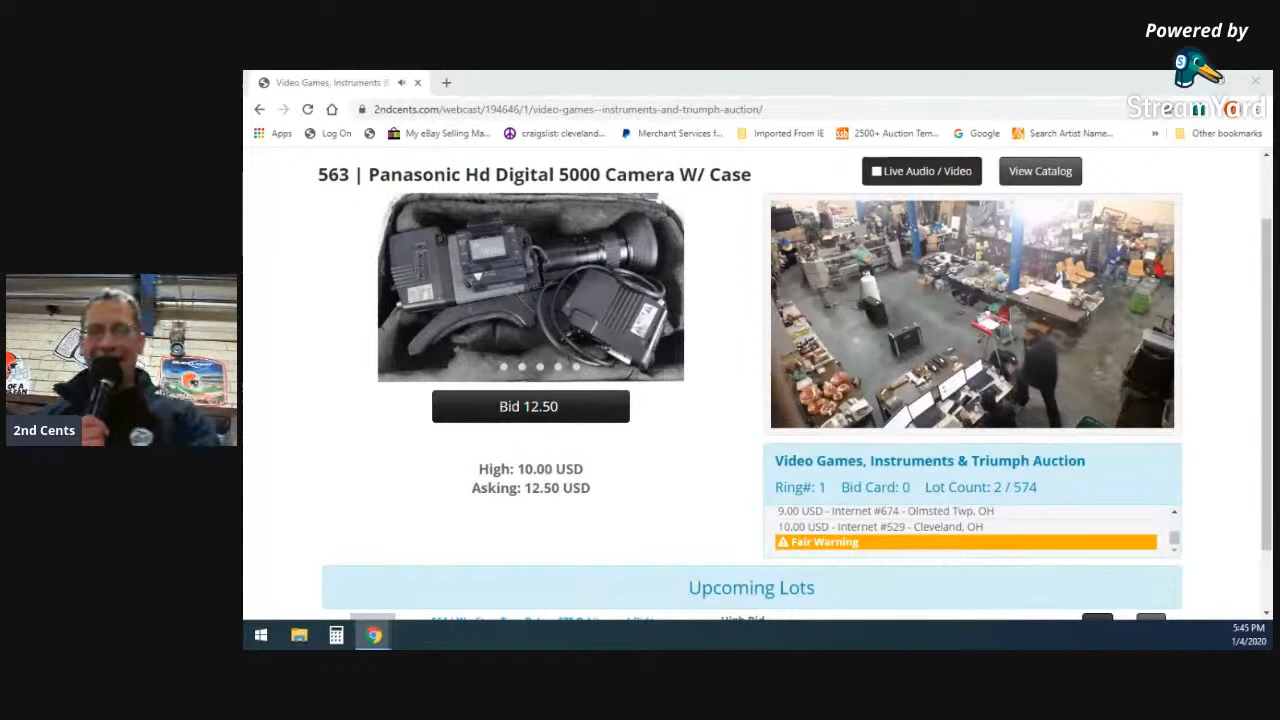 Powered by
StreamYard
Video Games, Instruments &
2ndcents.com/webcast/194646/1/video-games--instruments-and-triumph-auction/
Apps
Log On
My eBay Selling Ma...
craigslist: cleveland...
Merchant Services f...
Imported From IE
2500+ Auction Tem...
Google
Search Artist Name...
»
Other bookmarks
563 | Panasonic Hd Digital 5000 Camera W/ Case
Live Audio / Video
View Catalog
Bid 12.50
High: 10.00 USD
Asking: 12.50 USD
2nd Cents
Video Games, Instruments & Triumph Auction
Ring#: 1 Bid Card: 0 Lot Count: 2 / 574
9.00 USD - Internet #674 - Olmsted Twp, OH
10.00 USD - Internet #529 - Cleveland, OH
Fair Warning
Upcoming Lots
High Bid
5:45 PM
1/4/2020